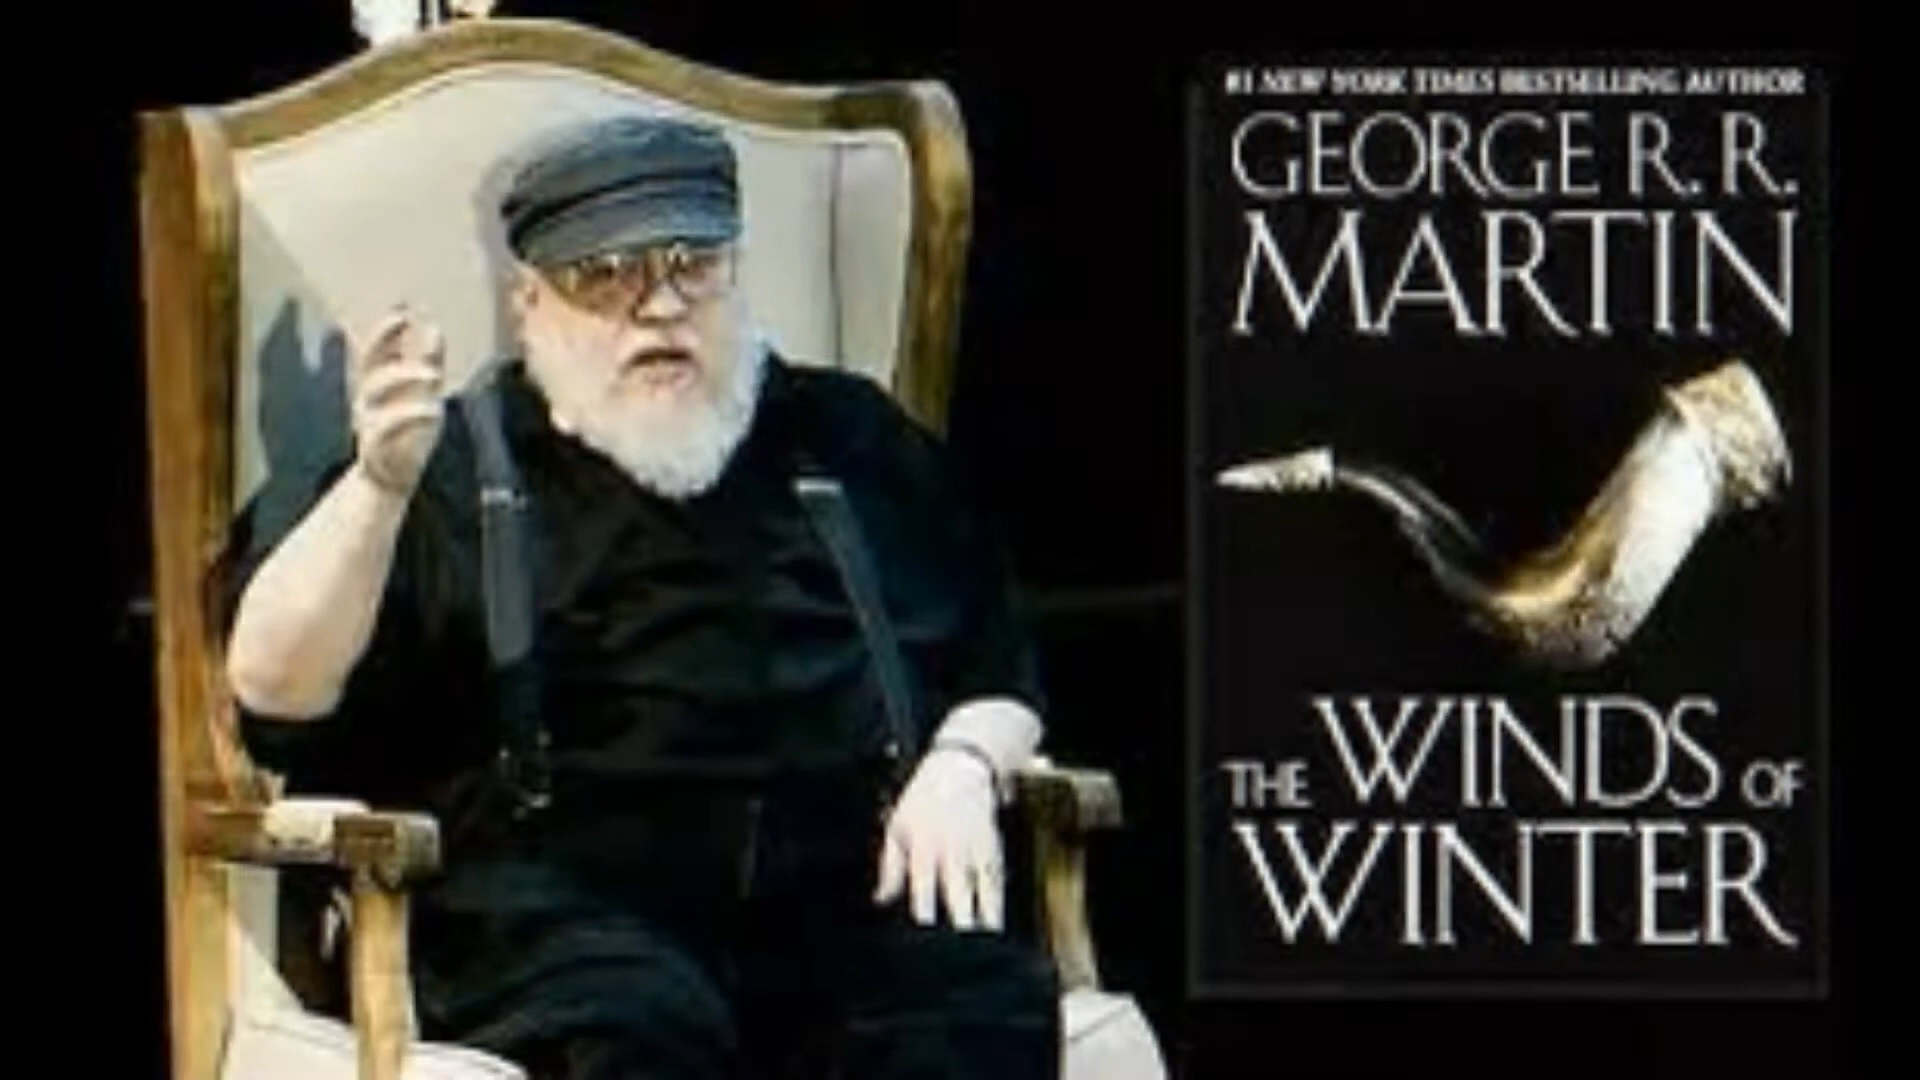 #1 NEW YORK TIMES BESTSELLING AUTHOR
GEORGE R. R.
MARTIN
THE WINDS OF
WINTER